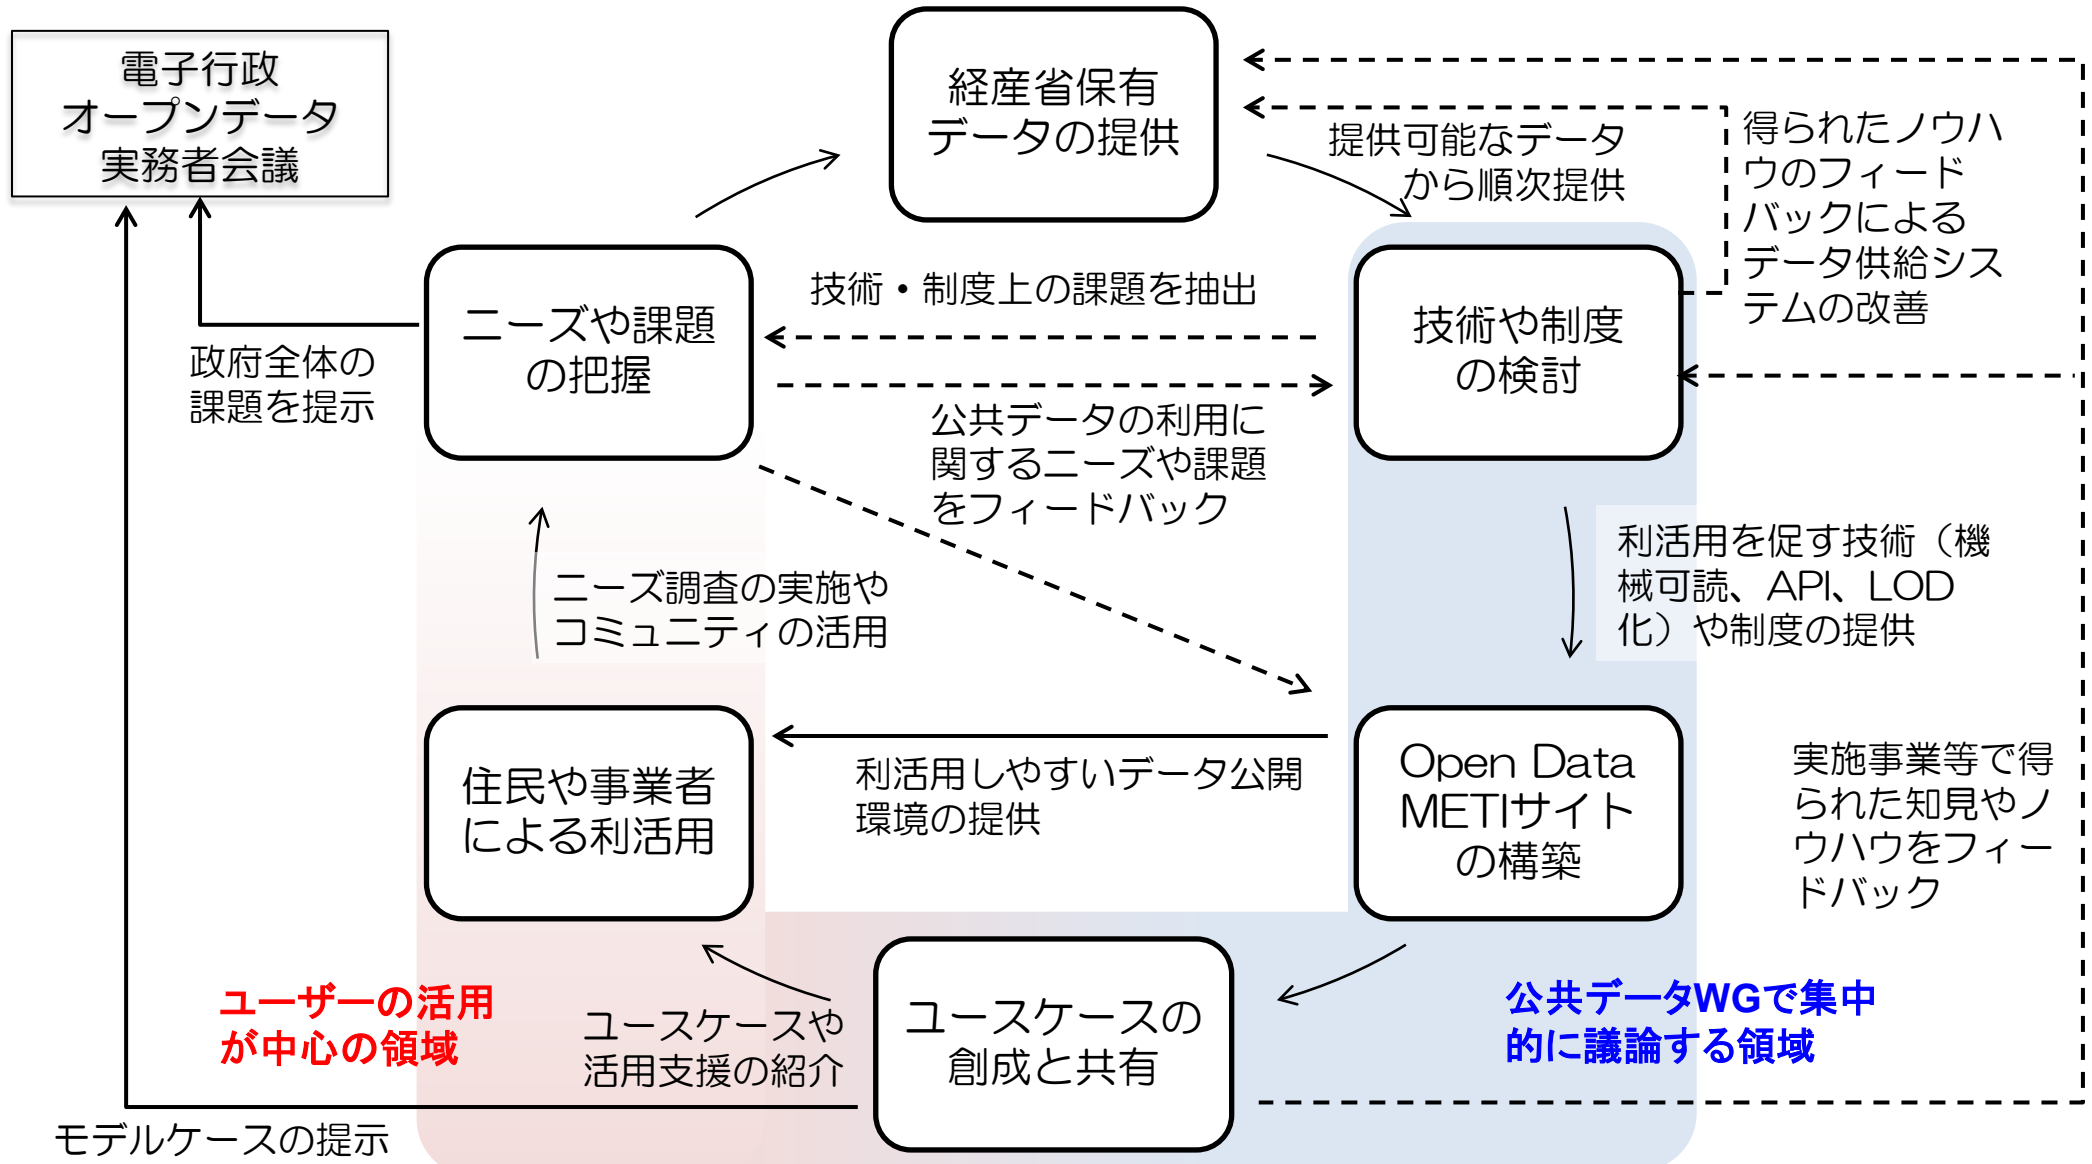 電子行政
オープンデータ
実務者会議
経産省保有
データの提供
提供可能なデータ
から順次提供
得られたノウハ
ウのフィード
バックによる
データ供給シス
テムの改善
ニーズや課題
の把握
技術・制度上の課題を抽出
技術や制度
の検討
政府全体の
課題を提示
公共データの利用に
関するニーズや課題
をフィードバック
ニーズ調査の実施や
コミュニティの活用
利活用を促す技術（機
械可読、API、LOD
化）や制度の提供
住民や事業者
による利活用
利活用しやすいデータ公開
環境の提供
Open Data
METIサイト
の構築
実施事業等で得
られた知見やノ
ウハウをフィー
ドバック
ユーザーの活用
が中心の領域
ユースケースや
活用支援の紹介
ユースケースの
創成と共有
公共データWGで集中
的に議論する領域
モデルケースの提示